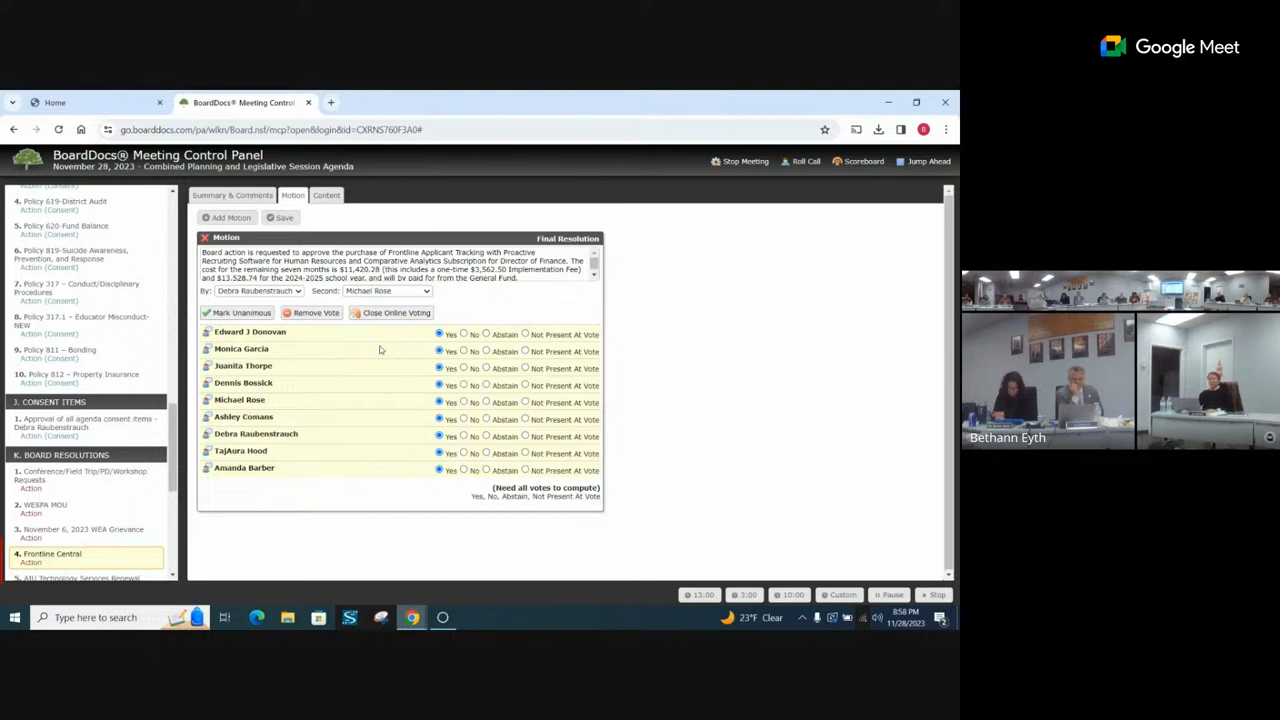 Google Meet
Home
BoardDocs® Meeting Control
go.boarddocs.com/pa/wlkn/Board.nsf/mcp?open&login&id=CXRNS760F3A0#
B
BoardDocs® Meeting Control Panel
November 28, 2023 - Combined Planning and Legislative Session Agenda
Stop Meeting
Roll Call
Scoreboard
Jump Ahead
Action (Consent)
4. Policy 619-District Audit
Action (Consent)
5. Policy 620-Fund Balance
Action (Consent)
6. Policy 819-Suicide Awareness,
Prevention, and Response
Action (Consent)
7. Policy 317 – Conduct/Disciplinary
Procedures
Action (Consent)
8. Policy 317.1 – Educator Misconduct-
NEW
Action (Consent)
9. Policy 811 – Bonding
Action (Consent)
10. Policy 812 – Property Insurance
Action (Consent)
J. CONSENT ITEMS
1. Approval of all agenda consent items -
Debra Raubenstrauch
Action (Consent)
K. BOARD RESOLUTIONS
1. Conference/Field Trip/PD/Workshop
Requests
Action
2. WESPA MOU
Action
3. November 6, 2023 WEA Grievance
Action
4. Frontline Central
Action
5. AIU Technology Services Renewal
Summary & Comments
Motion
Content
Add Motion
Save
Motion
Final Resolution
Board action is requested to approve the purchase of Frontline Applicant Tracking with Proactive
Recruiting Software for Human Resources and Comparative Analytics Subscription for Director of Finance. The
cost for the remaining seven months is $11,420.28 (this includes a one-time $3,562.50 Implementation Fee)
and $13,528.74 for the 2024-2025 school year, and will be paid for from the General Fund.
By: Debra Raubenstrauch Second: Michael Rose
Mark Unanimous
Remove Vote
Close Online Voting
Edward J Donovan Yes No Abstain Not Present At Vote
Monica Garcia Yes No Abstain Not Present At Vote
Juanita Thorpe Yes No Abstain Not Present At Vote
Dennis Bossick Yes No Abstain Not Present At Vote
Michael Rose Yes No Abstain Not Present At Vote
Ashley Comans Yes No Abstain Not Present At Vote
Debra Raubenstrauch Yes No Abstain Not Present At Vote
TajAura Hood Yes No Abstain Not Present At Vote
Amanda Barber Yes No Abstain Not Present At Vote
(Need all votes to compute)
Yes, No, Abstain, Not Present At Vote
13:00
3:00
10:00
Custom
Pause
Stop
Bethann Eyth
Type here to search
23°F Clear
8:58 PM
11/28/2023
2